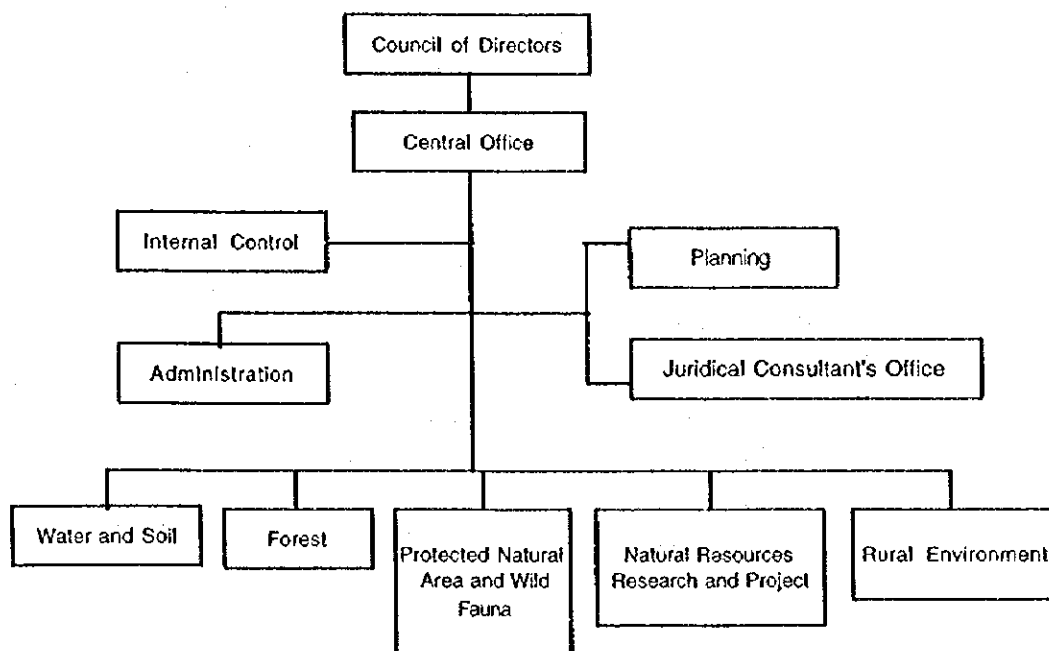 Council of Directors
Central Office
Internal Control
Planning
Administration
Juridical Consultant's Office
Water and Soil
Forest
Protected Natural
Area and Wild
Fauna
Natural Resources
Research and Project
Rural Environment